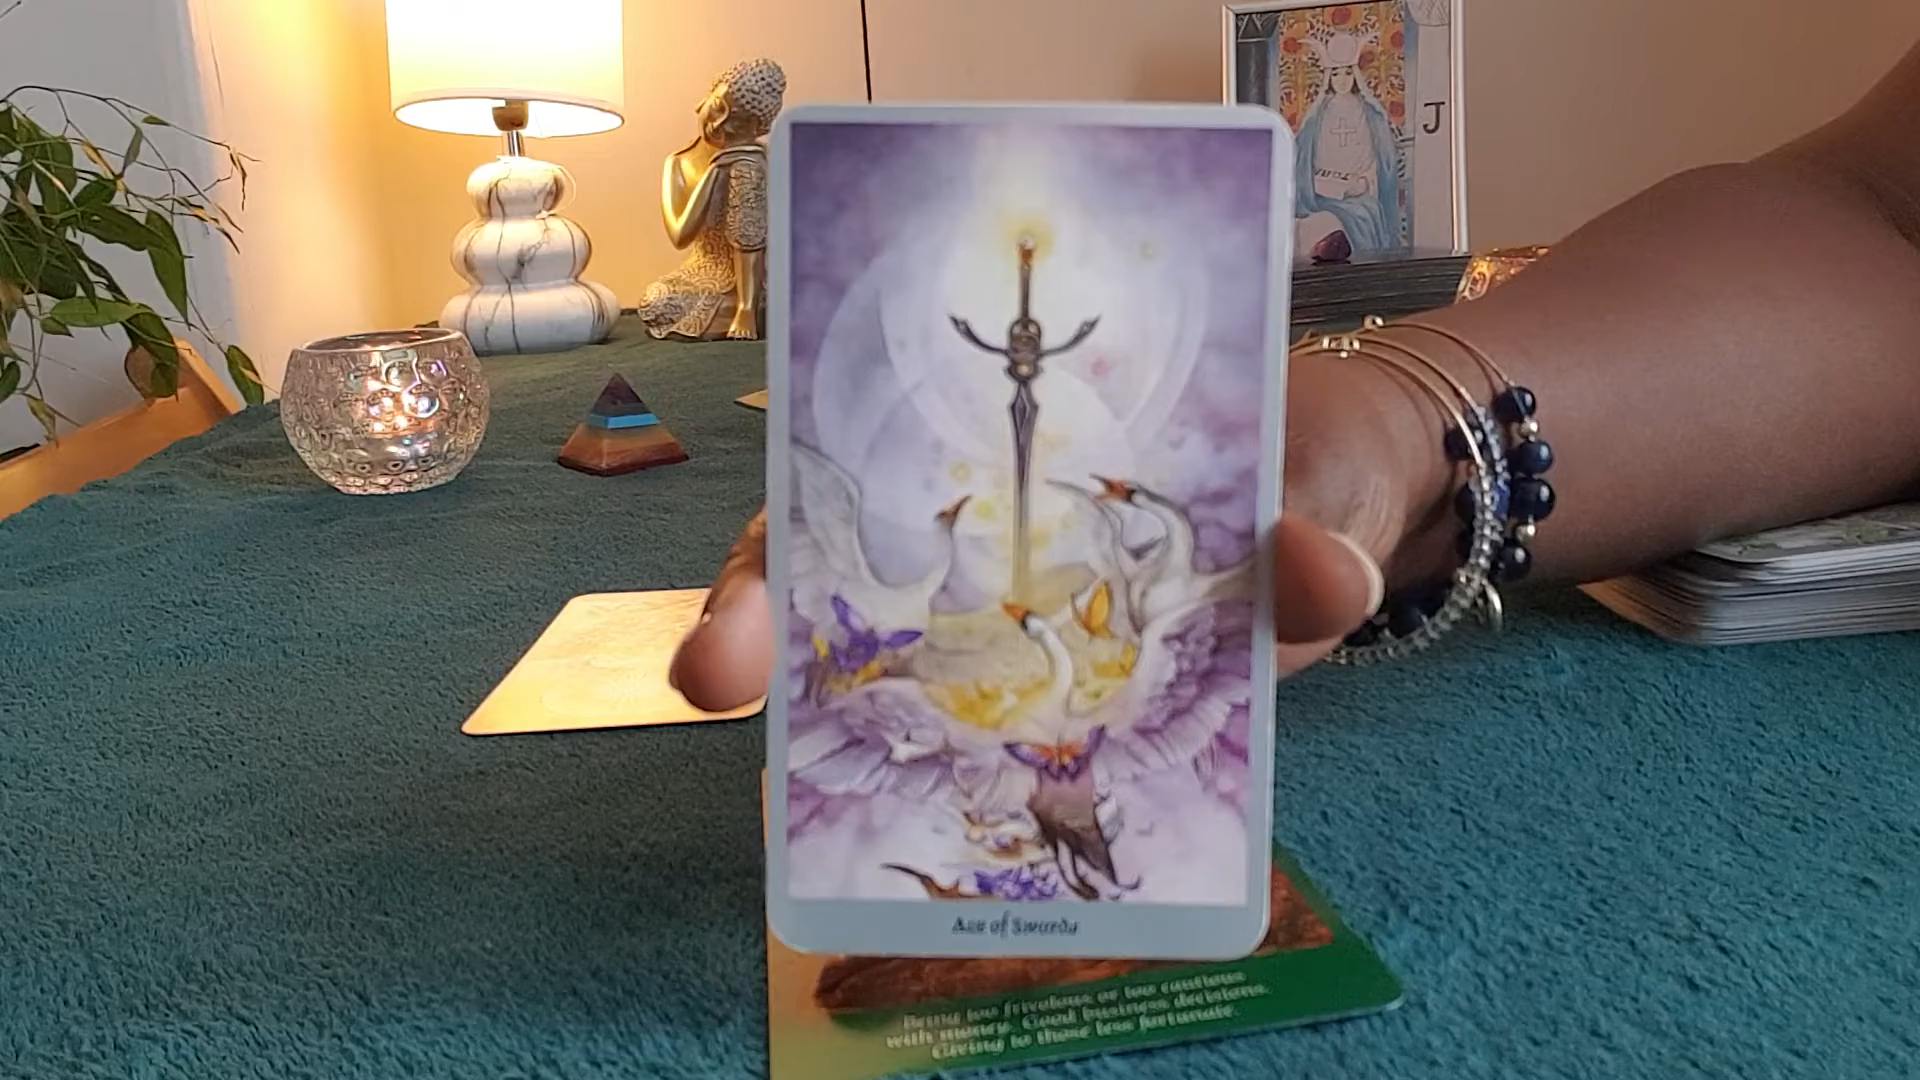 J
Ace of Swords
Being too frivolous or too cautious
with money. Good business decisions.
Giving to those less fortunate.